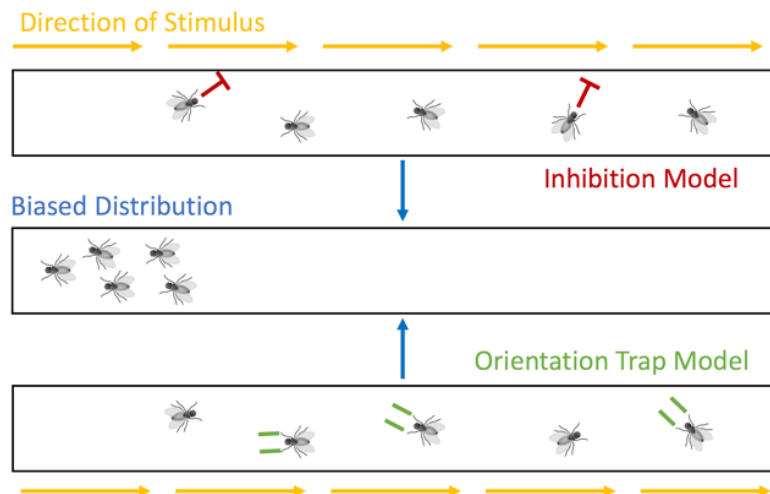 Direction of Stimulus
Inhibition Model
Biased Distribution
Orientation Trap Model